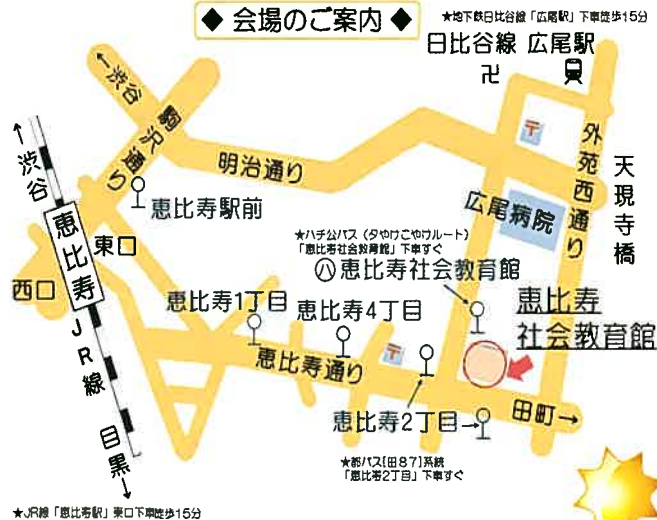 ◆ 会場のご案内 ◆
★地下鉄日比谷線「広尾駅」下車徒歩15分
日比谷線 広尾駅
卍
←渋谷
駒沢通り
明治通り
〒
外苑西通り
天現寺橋
←渋谷
恵比寿駅前
広尾病院
恵比寿
東口
西口
★ハチ公バス(夕やけこやけルート)
「恵比寿社会教育館」下車すぐ
㋩恵比寿社会教育館
恵比寿1丁目
恵比寿4丁目
恵比寿
社会教育館
JR線
恵比寿通り
〒
恵比寿2丁目
田町→
目黒→
★都バス[田87]系統
「恵比寿2丁目」下車すぐ
★JR線「恵比寿駅」東口下車徒歩15分